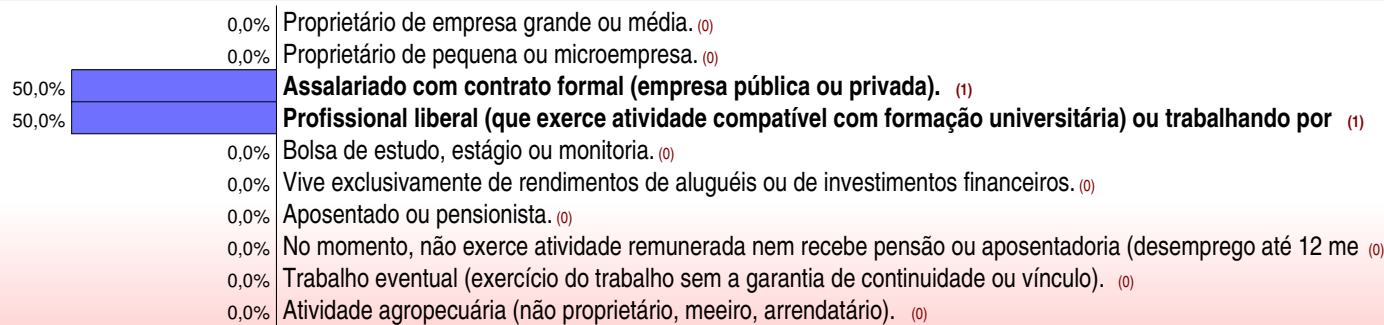 0,0% Proprietário de empresa grande ou média. (0)
0,0% Proprietário de pequena ou microempresa. (0)
50,0% Assalariado com contrato formal (empresa pública ou privada). (1)
50,0% Profissional liberal (que exerce atividade compatível com formação universitária) ou trabalhando por (1)
0,0% Bolsa de estudo, estágio ou monitoria. (0)
0,0% Vive exclusivamente de rendimentos de aluguéis ou de investimentos financeiros. (0)
0,0% Aposentado ou pensionista. (0)
0,0% No momento, não exerce atividade remunerada nem recebe pensão ou aposentadoria (desemprego até 12 me (0)
0,0% Trabalho eventual (exercício do trabalho sem a garantia de continuidade ou vínculo). (0)
0,0% Atividade agropecuária (não proprietário, meeiro, arrendatário). (0)